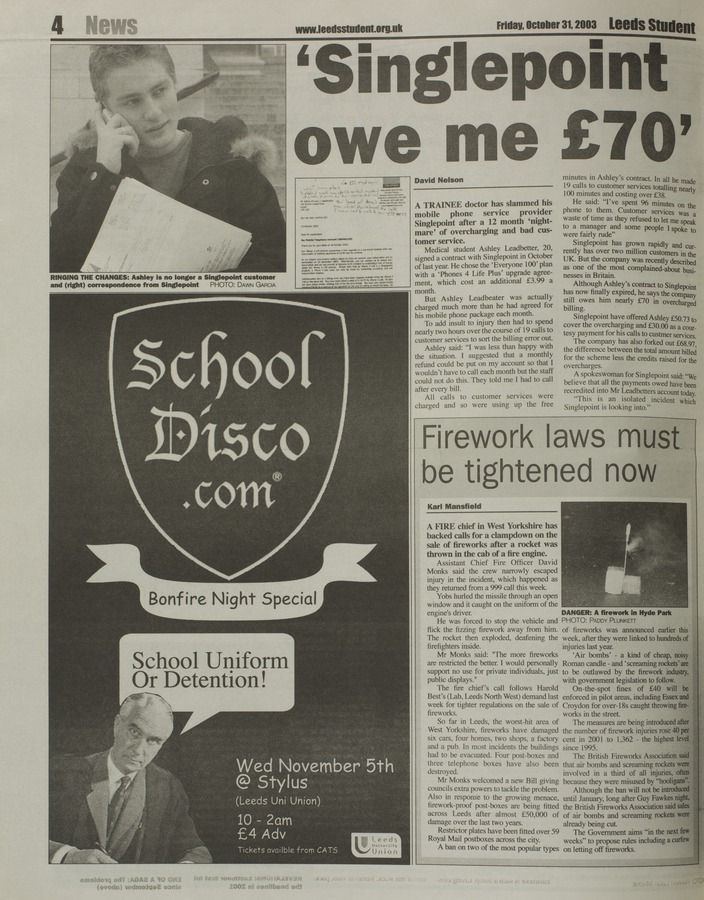 4 News
www.leedsstudent.org.uk
Friday, October 31, 2003 Leeds Student
'Singlepoint
owe me £70'
RINGING THE CHANGES: Ashley is no longer a Singlepoint customer
and (right) correspondence from Singlepoint PHOTO: DAWN GARCIA
David Nelson
A TRAINEE doctor has slammed his
mobile phone service provider
Singlepoint after a 12 month 'night-
mare' of overcharging and bad cus-
tomer service.
Medical student Ashley Leadbetter, 20,
signed a contract with Singlepoint in October
of last year. He chose the 'Everyone 100' plan
with a 'Phones 4 Life Plus' upgrade agree-
ment, which cost an additional £3.99 a
month.
But Ashley Leadbeater was actually
charged much more than he had agreed for
his mobile phone package each month.
To add insult to injury then had to spend
nearly two hours over the course of 19 calls to
customer services to sort the billing error out.
Ashley said: "I was less than happy with
the situation. I suggested that a monthly
refund could be put on my account so that I
wouldn't have to call each month but the staff
could not do this. They told me I had to call
after every bill.
All calls to customer services were
charged and so were using up the free
minutes in Ashley's contract. In all he made
19 calls to customer services totalling nearly
100 minutes and costing over £38.
He said: "I've spent 96 minutes on the
phone to them. Customer services was a
waste of time as they refused to let me speak
to a manager and some people I spoke to
were fairly rude"
Singlepoint has grown rapidly and cur-
rently has over two million customers in the
UK. But the company was recently described
as one of the most complained-about busi-
nesses in Britain.
Although Ashley's contract to Singlepoint
has now finally expired, he says the company
still owes him nearly £70 in overcharged
billing.
Singlepoint have offered Ashley £50.73 to
cover the overcharging and £30.00 as a cour-
tesy payment for his calls to custmer services.
The company has also forked out £68.97,
the difference between the total amount billed
for the scheme less the credits raised for the
overcharges.
A spokeswoman for Singlepoint said: "We
believe that all the payments owed have been
recredited into Mr Leadbetters account today.
"This is an isolated incident which
Singlepoint is looking into."
School
Disco
.com®
Bonfire Night Special
School Uniform
Or Detention!
Wed November 5th
@ Stylus
(Leeds Uni Union)
10 - 2am
£4 Adv
Tickets availble from CATS
Leeds
University
Union
Firework laws must
be tightened now
Karl Mansfield
A FIRE chief in West Yorkshire has
backed calls for a clampdown on the
sale of fireworks after a rocket was
thrown in the cab of a fire engine.
Assistant Chief Fire Officer David
Monks said the crew narrowly escaped
injury in the incident, which happened as
they returned from a 999 call this week.
Yobs hurled the missile through an open
window and it caught on the uniform of the
engine's driver.
He was forced to stop the vehicle and
flick the fizzing firework away from him.
The rocket then exploded, deafening the
firefighters inside.
Mr Monks said: "The more fireworks
are restricted the better. I would personally
support no use for private individuals, just
public displays."
The fire chief's call follows Harold
Best's (Lab, Leeds North West) demand last
week for tighter regulations on the sale of
fireworks.
So far in Leeds, the worst-hit area of
West Yorkshire, fireworks have damaged
six cars, four homes, two shops, a factory
and a pub. In most incidents the buildings
had to be evacuated. Four post-boxes and
three telephone boxes have also been
destroyed.
Mr Monks welcomed a new Bill giving
councils extra powers to tackle the problem.
Also in response to the growing menace,
firework-proof post-boxes are being fitted
across Leeds after almost £50,000 of
damage over the last two years.
Restrictor plates have been fitted over 59
Royal Mail postboxes across the city.
A ban on two of the most popular types
DANGER: A firework in Hyde Park
PHOTO: PADDY PLUNKETT
of fireworks was announced earlier this
week, after they were linked to hundreds of
injuries last year.
'Air bombs' - a kind of cheap, noisy
Roman candle - and 'screaming rockets' are
to be outlawed by the firework industry,
with government legislation to follow.
On-the-spot fines of £40 will be
enforced in pilot areas, including Essex and
Croydon for over-18s caught throwing fire-
works in the street.
The measures are being introduced after
the number of firework injuries rose 40 per
cent in 2001 to 1,362 - the highest level
since 1995.
The British Fireworks Association said
that air bombs and screaming rockets were
involved in a third of all injuries, often
because they were misused by "hooligans".
Although the ban will not be introduced
until January, long after Guy Fawkes night,
the British Fireworks Association said sales
of air bombs and screaming rockets were
already being cut.
The Government aims "in the next few
weeks" to propose rules including a curfew
on letting off fireworks.